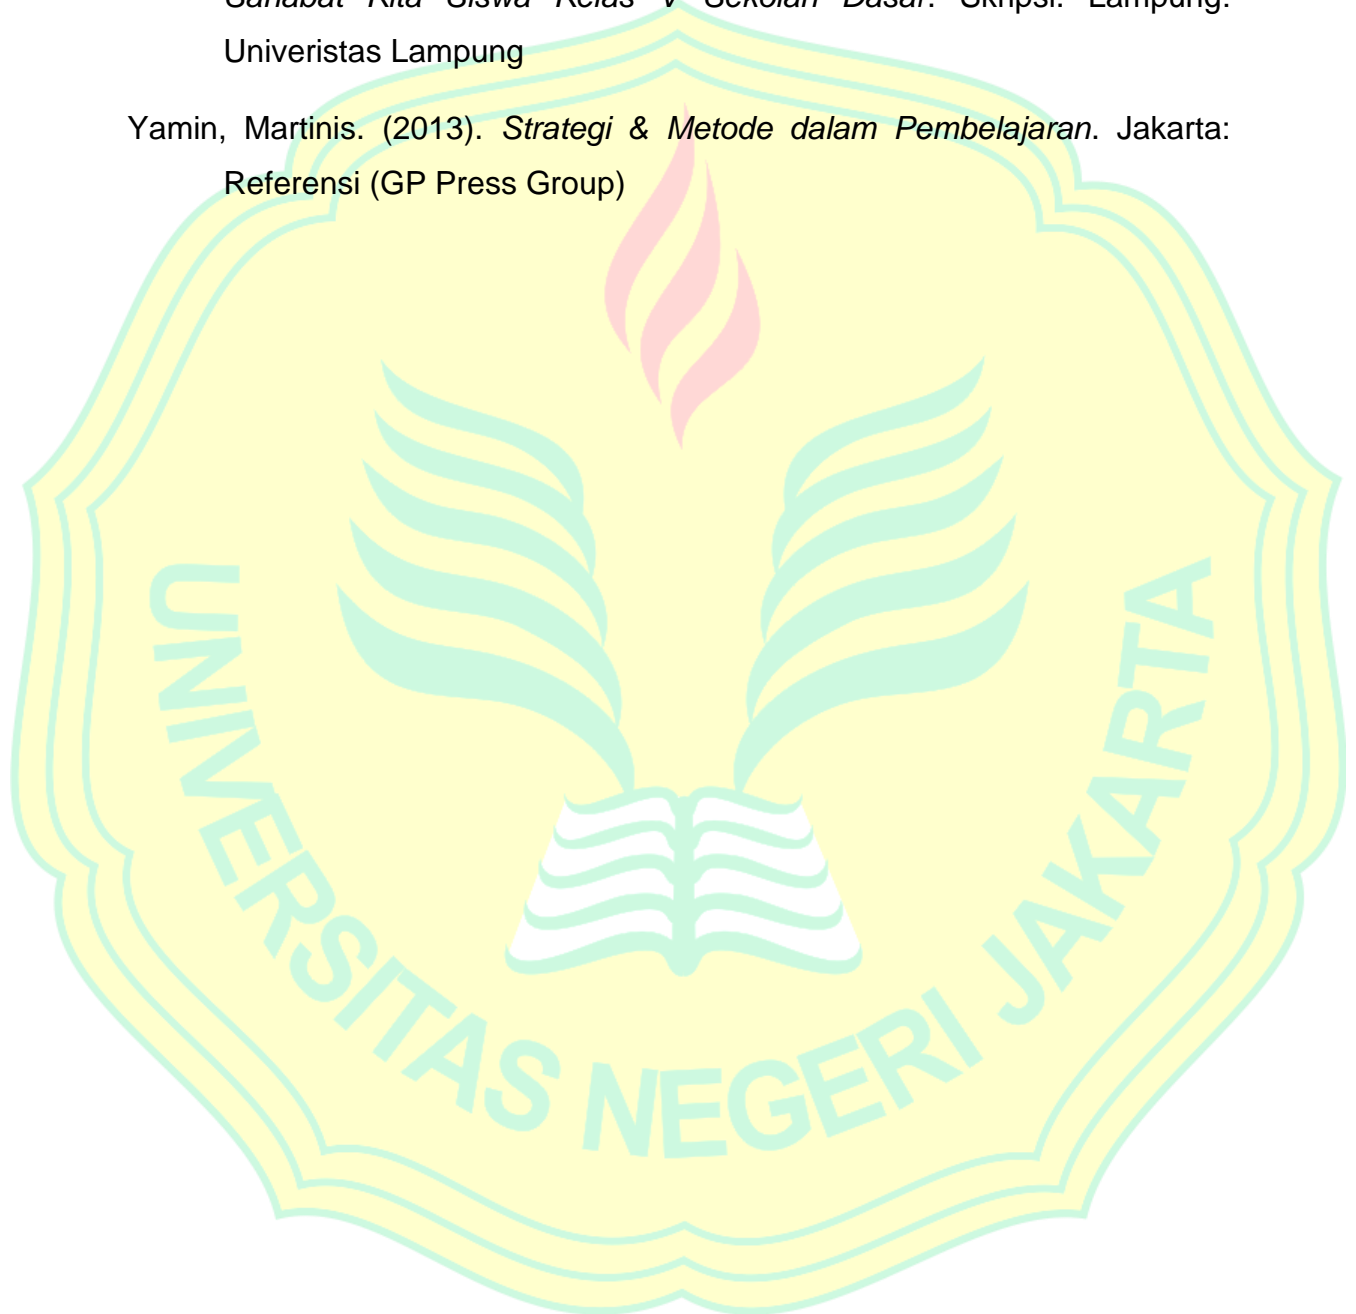 Sahabat Kita Siswa Kelas V Sekolah Dasar. Skripsi. Lampung:
Univeristas Lampung
Yamin, Martinis. (2013). Strategi & Metode dalam Pembelajaran. Jakarta:
Referensi (GP Press Group)
UNIVERSITAS NEGERI JAKARTA